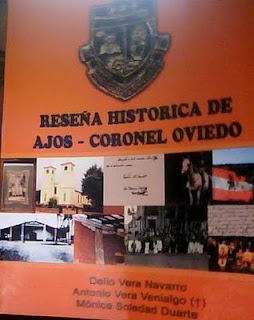 RESEÑA HISTORICA DE
AJOS - CORONEL OVIEDO
Delio Vera Navarro
Antonio Vera Venialgo (†)
Mónica Soledad Duarte